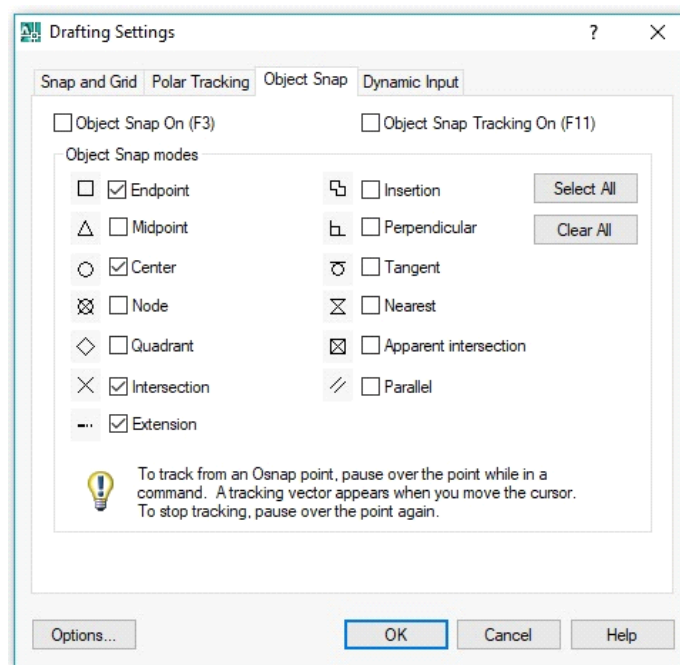 Drafting Settings
?
Snap and Grid Polar Tracking Object Snap Dynamic Input
Object Snap On (F3) Object Snap Tracking On (F11)
Object Snap modes
Endpoint Insertion Select All
Midpoint Perpendicular Clear All
Center Tangent
Node Nearest
Quadrant Apparent intersection
Intersection Parallel
Extension
To track from an Osnap point, pause over the point while in a
command. A tracking vector appears when you move the cursor.
To stop tracking, pause over the point again.
Options... OK Cancel Help